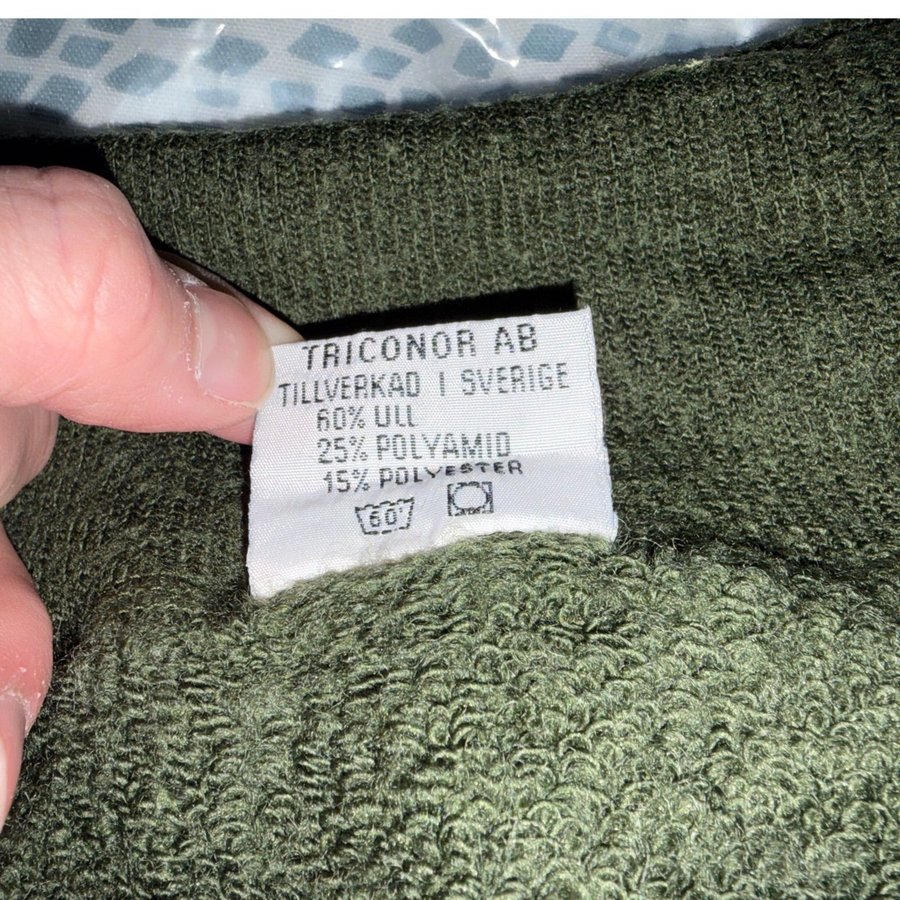 TRICONOR AB
TILLVERKAD I SVERIGE
60% ULL
25% POLYAMID
15% POLYESTER
60°